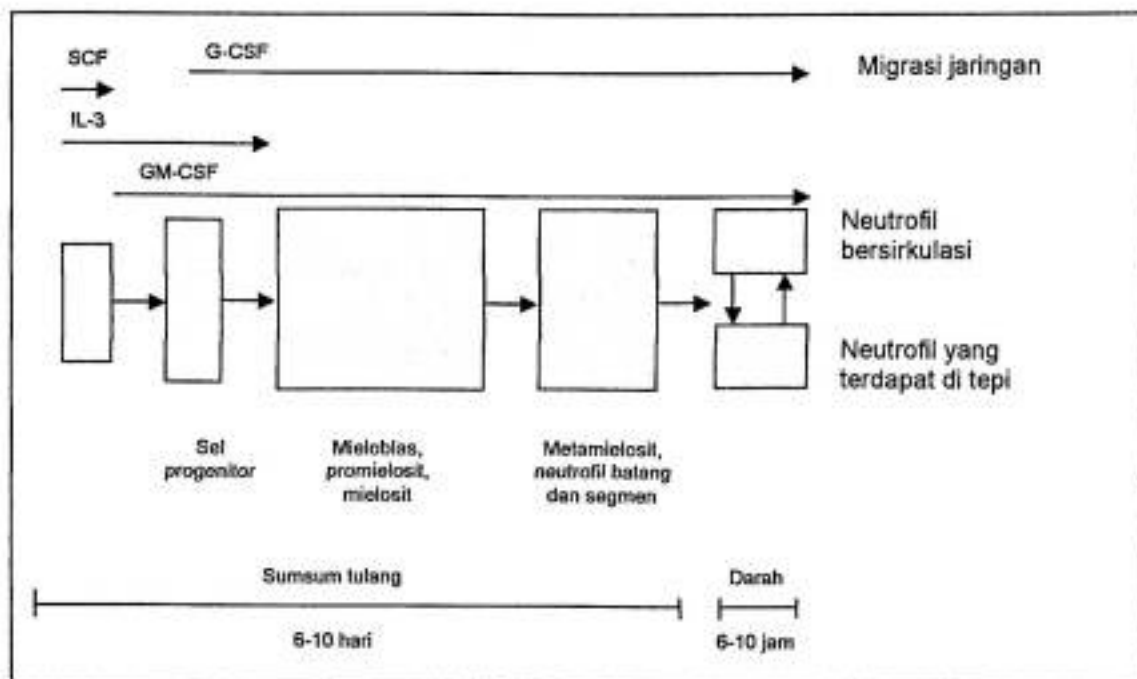 SCF
G-CSF
Migrasi jaringan
IL-3
GM-CSF
Neutrofil
bersirkulasi
Neutrofil yang
terdapat di tepi
Sel
progenitor
Mieloblas,
promielosit,
mielosit
Metamielosit,
neutrofil batang
dan segmen
Sumsum tulang
6-10 hari
Darah
6-10 jam